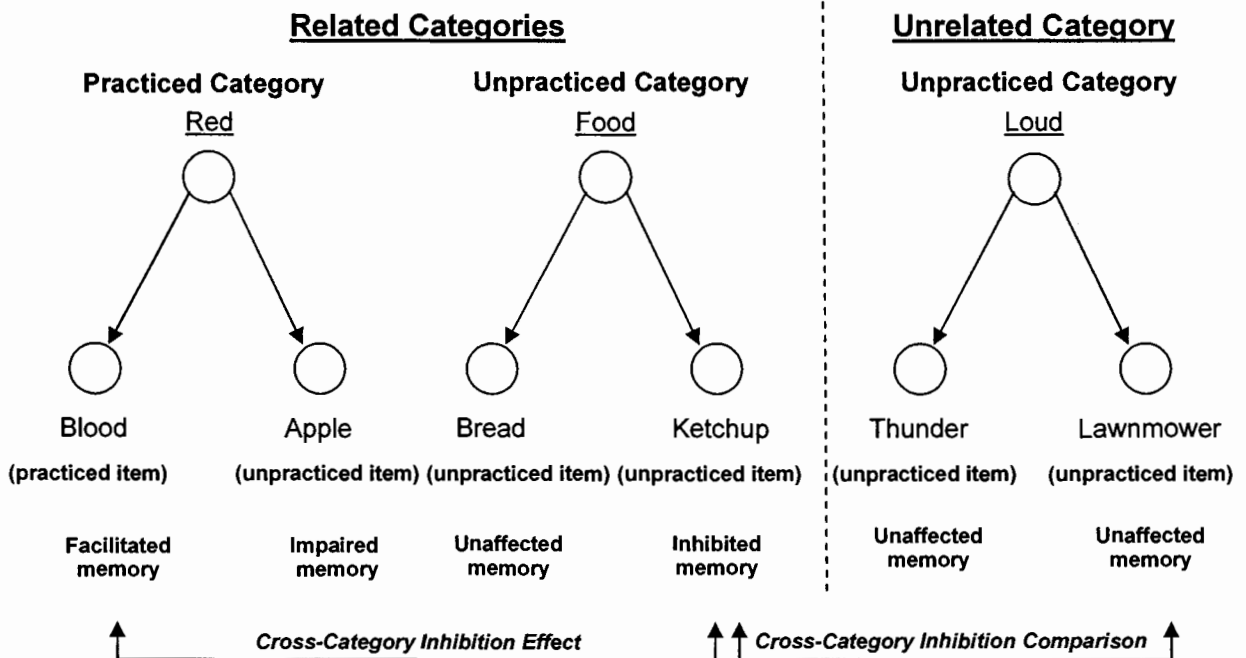 Related Categories
Unrelated Category
Practiced Category
Unpracticed Category
Unpracticed Category
Red
Food
Loud
Blood
Apple
Bread
Ketchup
Thunder
Lawnmower
(practiced item)
(unpracticed item)
(unpracticed item)
(unpracticed item)
(unpracticed item)
(unpracticed item)
Facilitated
memory
Impaired
memory
Unaffected
memory
Inhibited
memory
Unaffected
memory
Unaffected
memory
Cross-Category Inhibition Effect
Cross-Category Inhibition Comparison